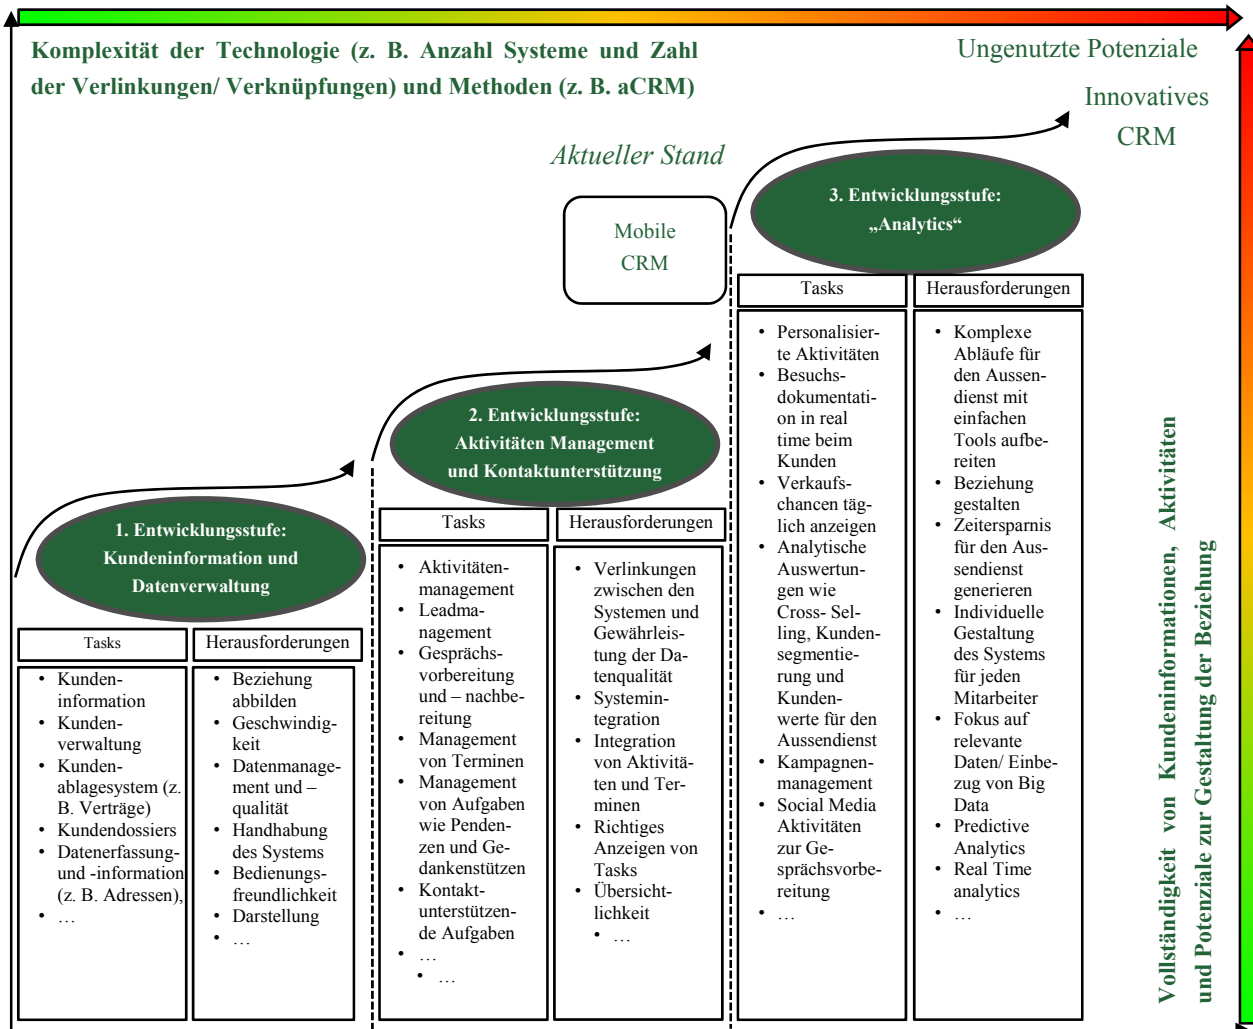 Komplexität der Technologie (z. B. Anzahl Systeme und Zahl
der Verlinkungen/ Verknüpfungen) und Methoden (z. B. aCRM)
Ungenutzte Potenziale
Innovatives
CRM
Aktueller Stand
Mobile
CRM
3. Entwicklungsstufe:
„Analytics“
Tasks
• Personalisier-
te Aktivitäten
• Besuchs-
dokumentati-
on in real
time beim
Kunden
• Verkaufs-
chancen täg-
lich anzeigen
• Analytische
Auswertun-
gen wie
Cross- Sel-
ling, Kunden-
segmentie-
rung und
Kunden-
werte für den
Aussendienst
• Kampagnen-
management
• Social Media
Aktivitäten
zur Ge-
sprächsvorbe-
reitung
• …
Herausforderungen
• Komplexe
Abläufe für
den Aussen-
dienst mit
einfachen
Tools aufbe-
reiten
• Beziehung
gestalten
• Zeitersparnis
für den Aus-
sendienst
generieren
• Individuelle
Gestaltung
des Systems
für jeden
Mitarbeiter
• Fokus auf
relevante
Daten/ Einbe-
zug von Big
Data
• Predictive
Analytics
• Real Time
analytics
• …
2. Entwicklungsstufe:
Aktivitäten Management
und Kontaktunterstützung
Tasks
• Aktivitäten-
management
• Leadma-
nagement
• Gesprächs-
vorbereitung
und – nachbe-
reitung
• Management
von Terminen
• Management
von Aufgaben
wie Penden-
zen und Ge-
dankenstützen
• Kontakt-
unterstützen-
de Aufgaben
• …
• …
Herausforderungen
• Verlinkungen
zwischen den
Systemen und
Gewährleis-
tung der Da-
tenqualität
• Systemin-
tegration
• Integration
von Aktivitä-
ten und Ter-
minen
• Richtiges
Anzeigen von
Tasks
• Übersicht-
lichkeit
• …
1. Entwicklungsstufe:
Kundeninformation und
Datenverwaltung
Tasks
• Kunden-
information
• Kunden-
verwaltung
• Kunden-
ablagesystem (z.
B. Verträge)
• Kundendossiers
• Datenerfassung-
und -information
(z. B. Adressen),
• …
Herausforderungen
• Beziehung
abbilden
• Geschwindig-
keit
• Datenmanage-
ment und –
qualität
• Handhabung
des Systems
• Bedienungs-
freundlichkeit
• Darstellung
• …
Vollständigkeit von Kundeninformationen, Aktivitäten
und Potenziale zur Gestaltung der Beziehung